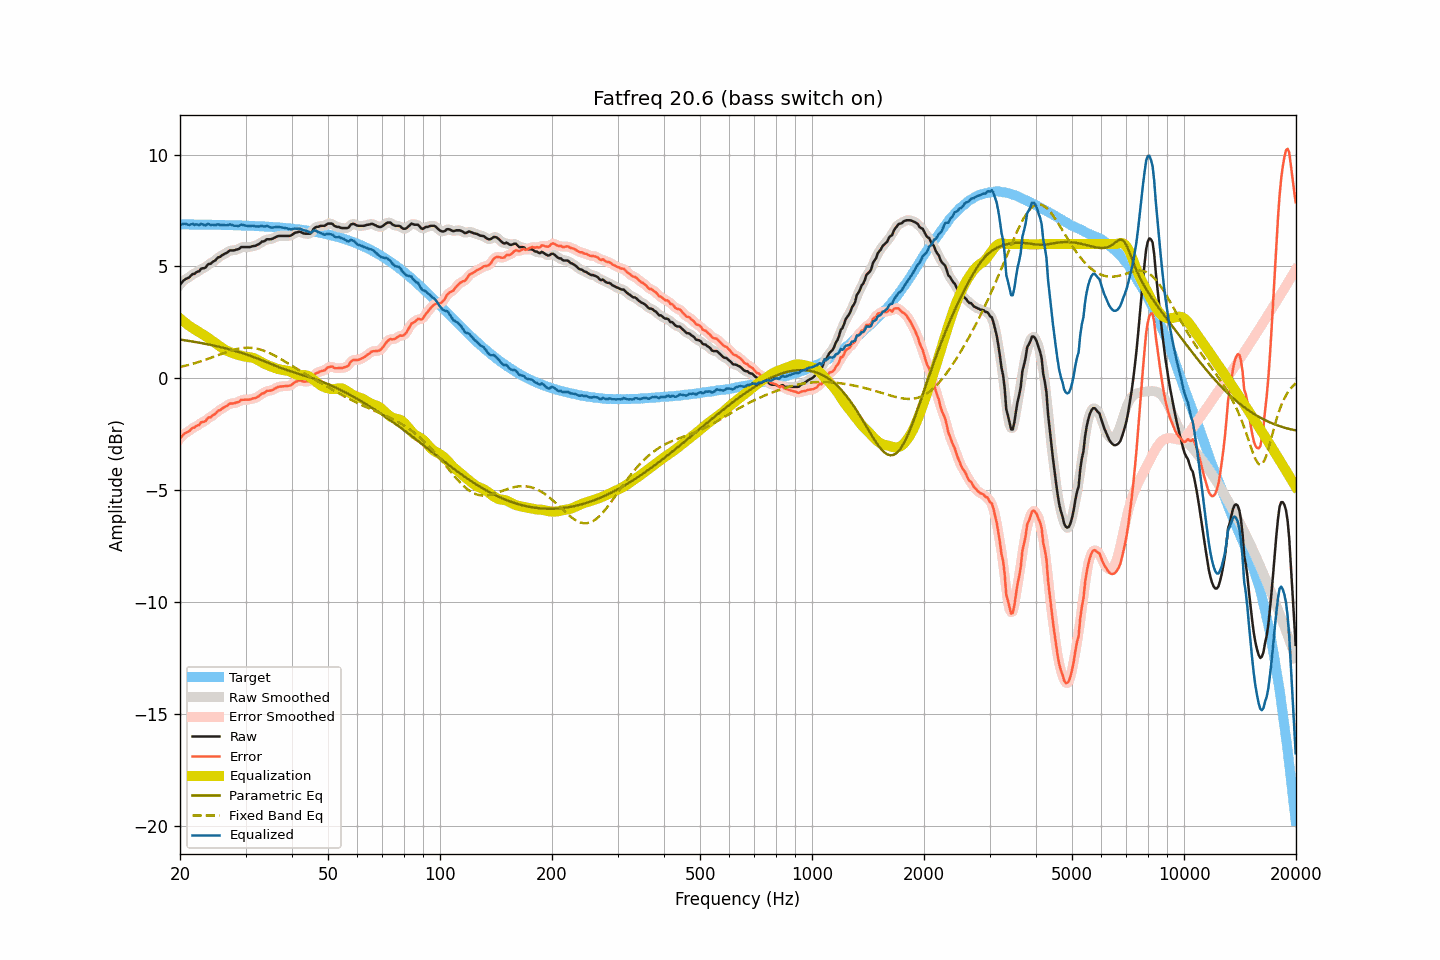 Fatfreq 20.6 (bass switch on)
10
5
0
−5
−10
−15
−20
Amplitude (dBr)
Target
Raw Smoothed
Error Smoothed
Raw
Error
Equalization
Parametric Eq
Fixed Band Eq
Equalized
20 50 100 200 500 1000 2000 5000 10000 20000
Frequency (Hz)